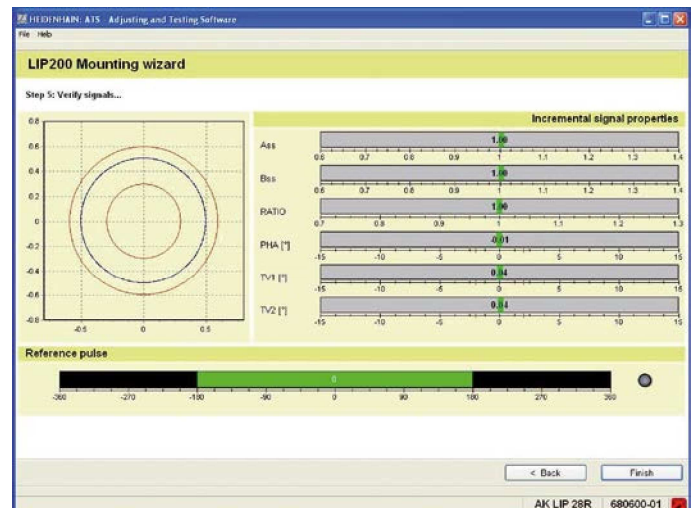 HEIDENHAIN: ATS - Adjusting and Testing Software
File Help
LIP200 Mounting wizard
Step 5: Verify signals...
Incremental signal properties
0.8
0.6
0.4
0.2
0
-0.2
-0.4
-0.6
-0.8
-0.5 0 0.5
Ass 1.00
0.6 0.7 0.8 0.9 1 1.1 1.2 1.3 1.4
Bss 1.00
0.6 0.7 0.8 0.9 1 1.1 1.2 1.3 1.4
RATIO 1.00
0.7 0.8 0.9 1 1.1 1.2 1.3
PHA [°] -0.01
-15 -10 -5 0 5 10 15
TV1 [°] 0.04
-15 -10 -5 0 5 10 15
TV2 [°] 0.04
-15 -10 -5 0 5 10 15
Reference pulse
0
-360 -270 -180 -90 0 90 180 270 360
< Back Finish
AK LIP 28R 680600-01